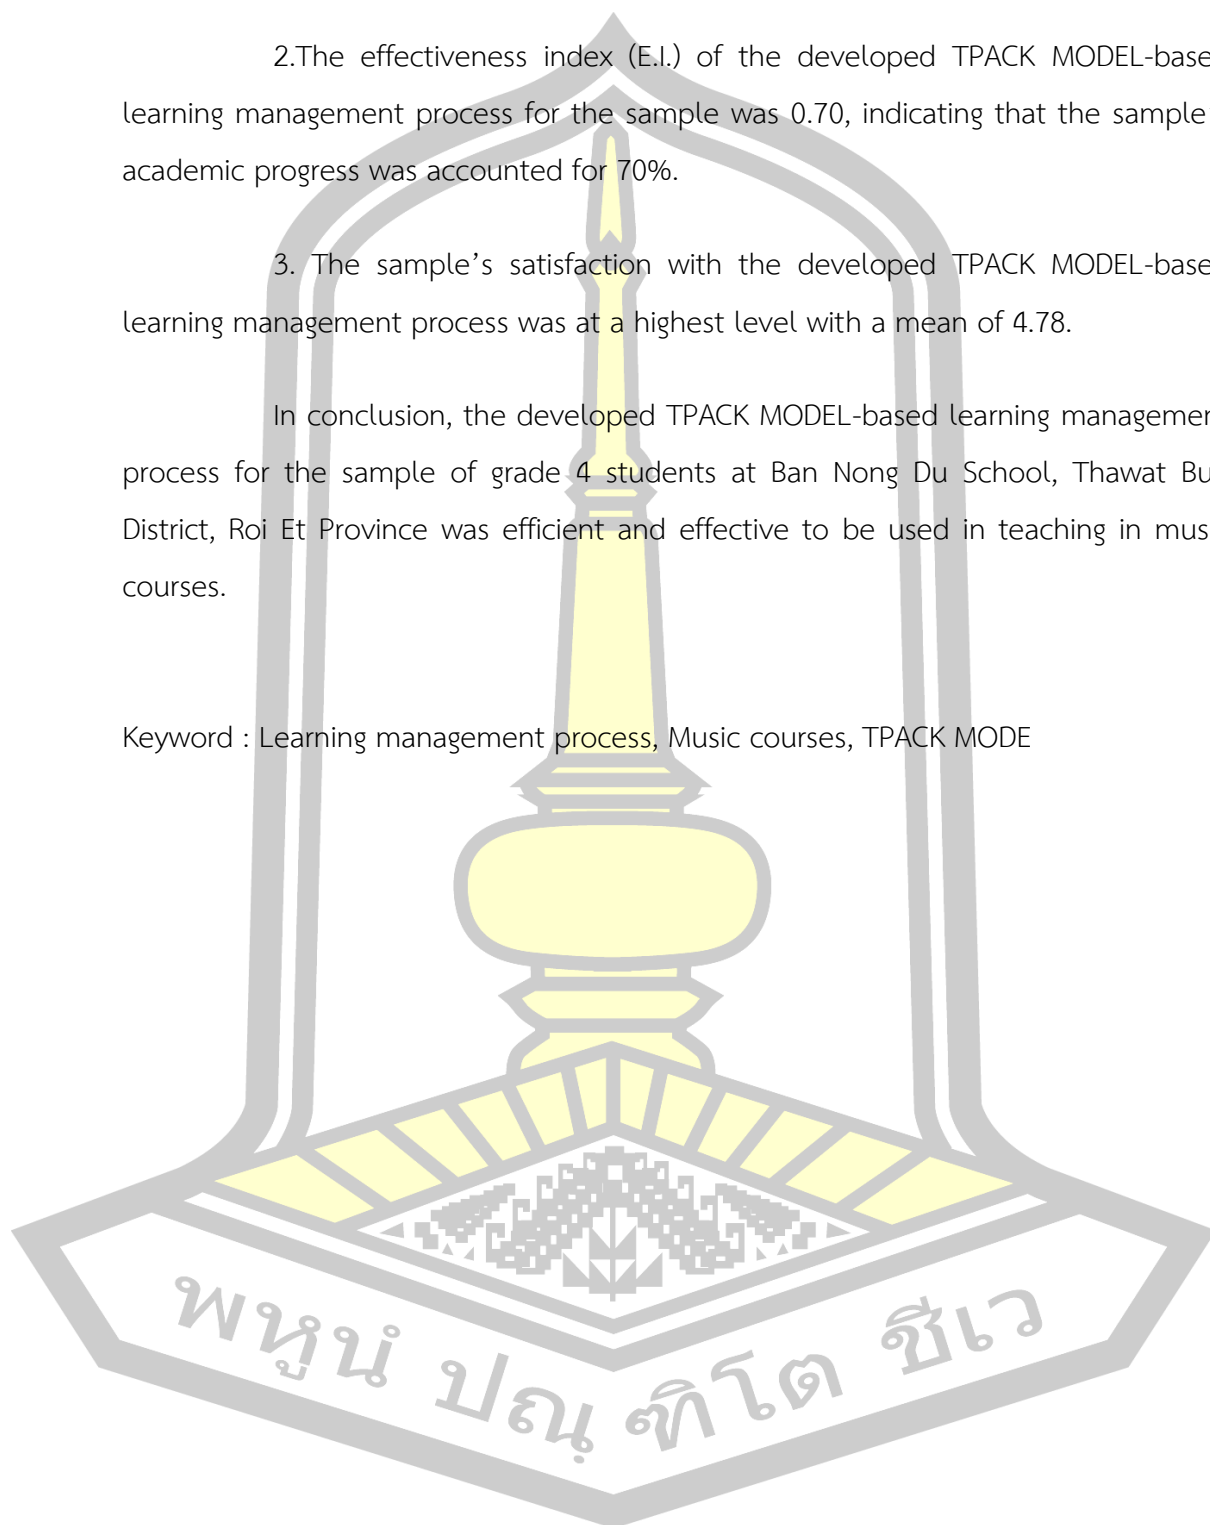 2.The effectiveness index (E.I.) of the developed TPACK MODEL-base
learning management process for the sample was 0.70, indicating that the sample
academic progress was accounted for 70%.
3. The sample’s satisfaction with the developed TPACK MODEL-base
learning management process was at a highest level with a mean of 4.78.
In conclusion, the developed TPACK MODEL-based learning managemen
process for the sample of grade 4 students at Ban Nong Du School, Thawat Bu
District, Roi Et Province was efficient and effective to be used in teaching in mus
courses.
Keyword : Learning management process, Music courses, TPACK MODE
พหูนํ ปณฺฑิโต ชีเว